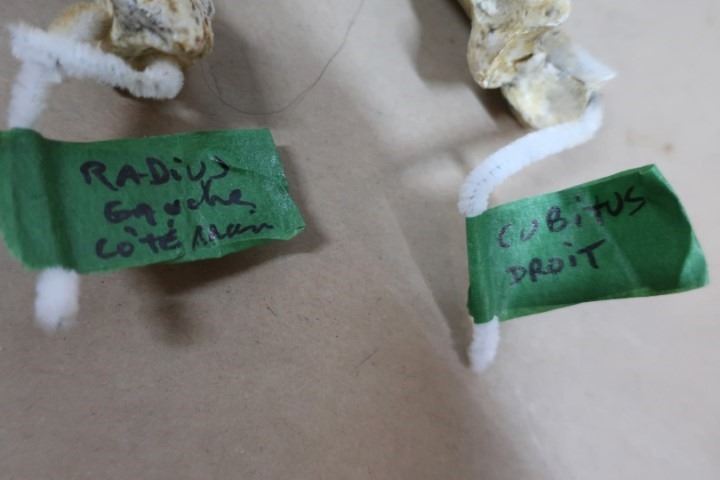 RADIUS
Gauche
CôTé Main
CUBITUS
DROIT